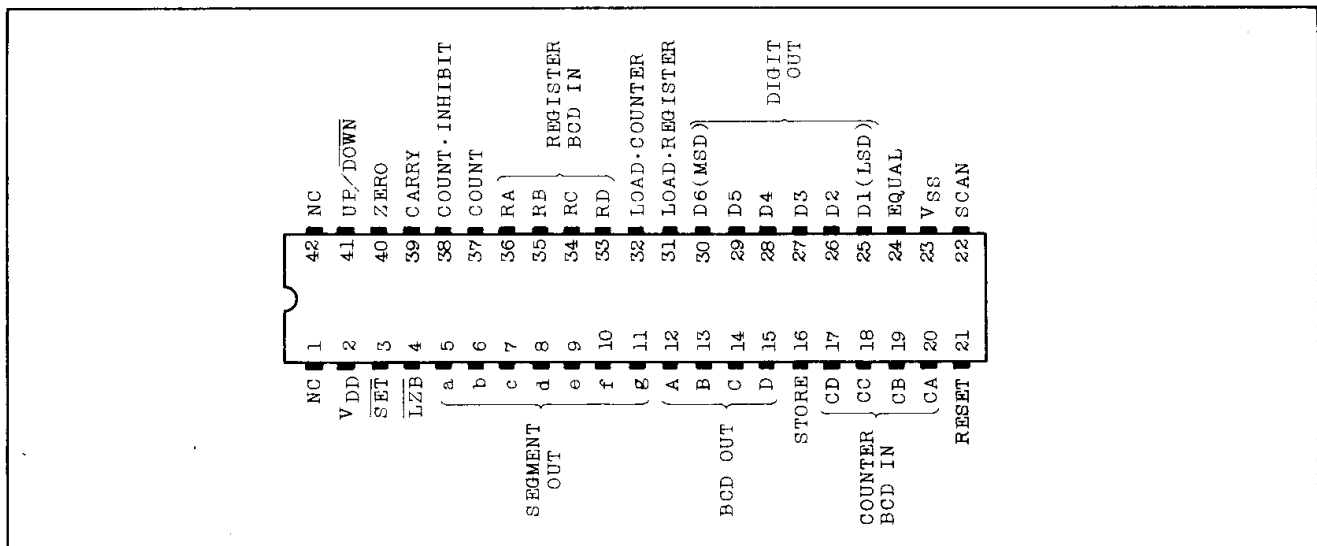 NC
UP/DOWN
ZERO
CARRY
COUNT·INHIBIT
COUNT
RA
RB
RC
RD
REGISTER
BCD IN
LOAD·COUNTER
LOAD·REGISTER
D6(MSD)
D5
D4
D3
D2
D1(LSD)
DIGIT
OUT
EQUAL
VSS
SCAN
42 41 40 39 38 37 36 35 34 33 32 31 30 29 28 27 26 25 24 23 22
1 2 3 4 5 6 7 8 9 10 11 12 13 14 15 16 17 18 19 20 21
NC
VDD
SET
LZB
a
b
c
d
e
f
g
SEGMENT
OUT
A
B
C
D
BCD OUT
STORE
CD
CC
CB
CA
COUNTER
BCD IN
RESET